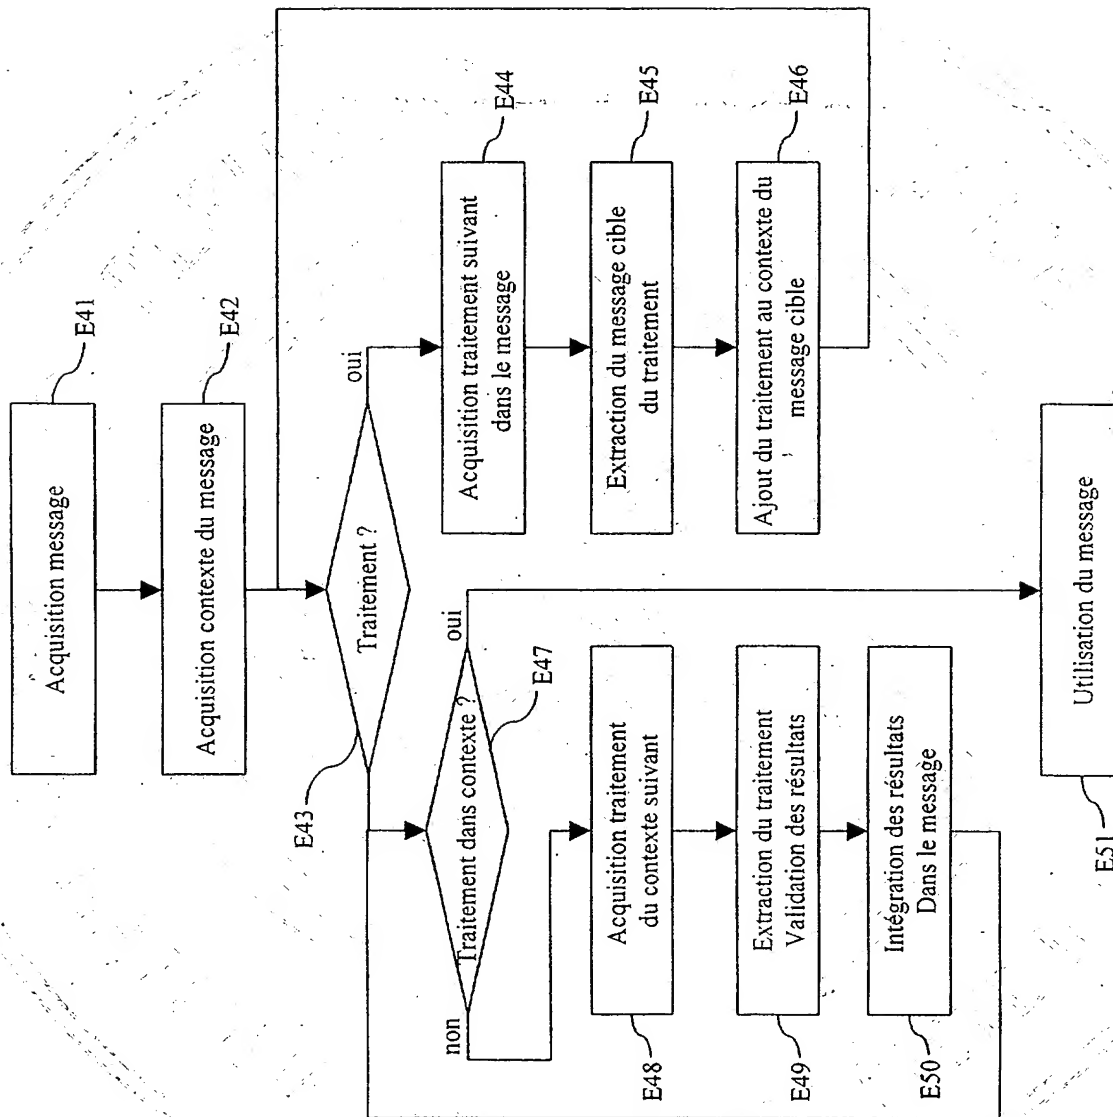 Acquisition message
E41
Acquisition contexte du message
E42
Traitement ?
E43
oui
Acquisition traitement suivant
dans le message
E44
Extraction du message cible
du traitement
E45
Ajout du traitement au contexte du
message cible
E46
Traitement dans contexte ?
E47
oui
non
Acquisition traitement
du contexte suivant
E48
Extraction du traitement
Validation des résultats
E49
Intégration des résultats
Dans le message
E50
Utilisation du message
E51